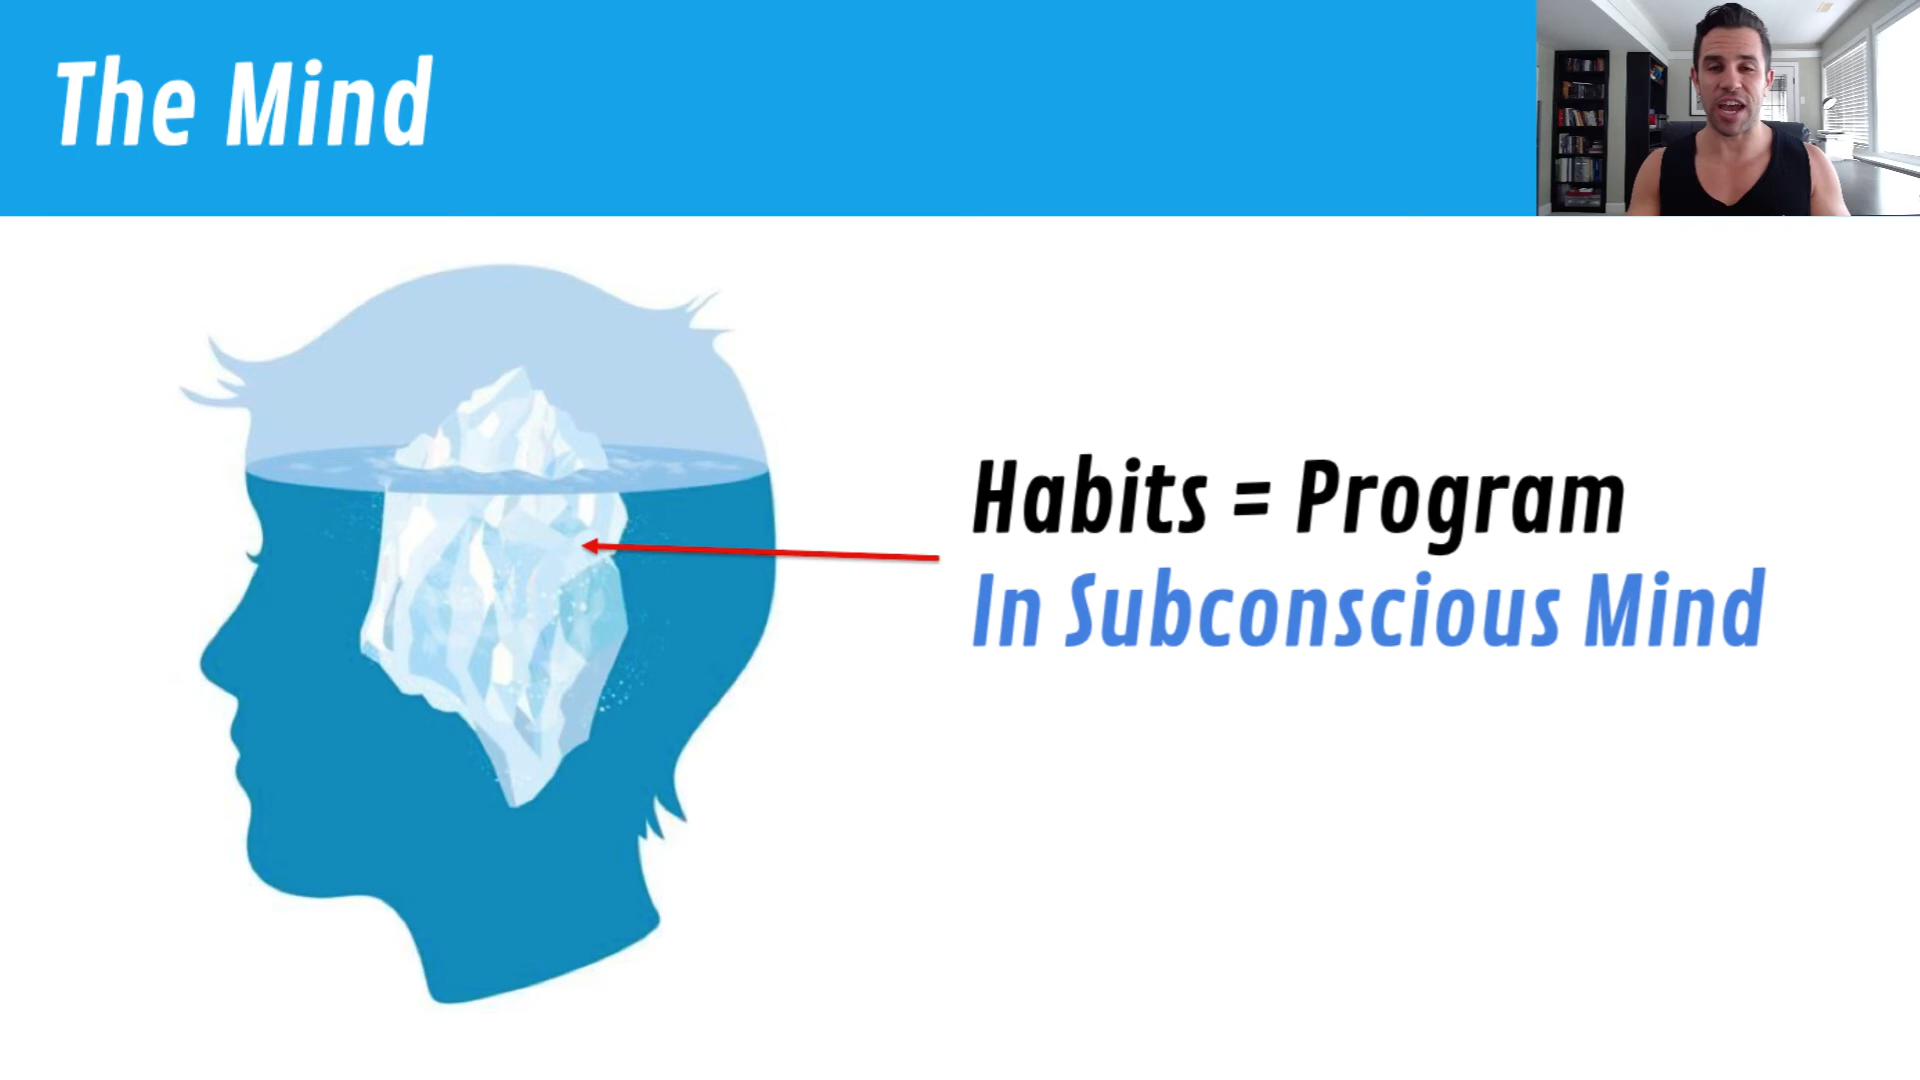 The Mind
Habits = Program
In Subconscious Mind